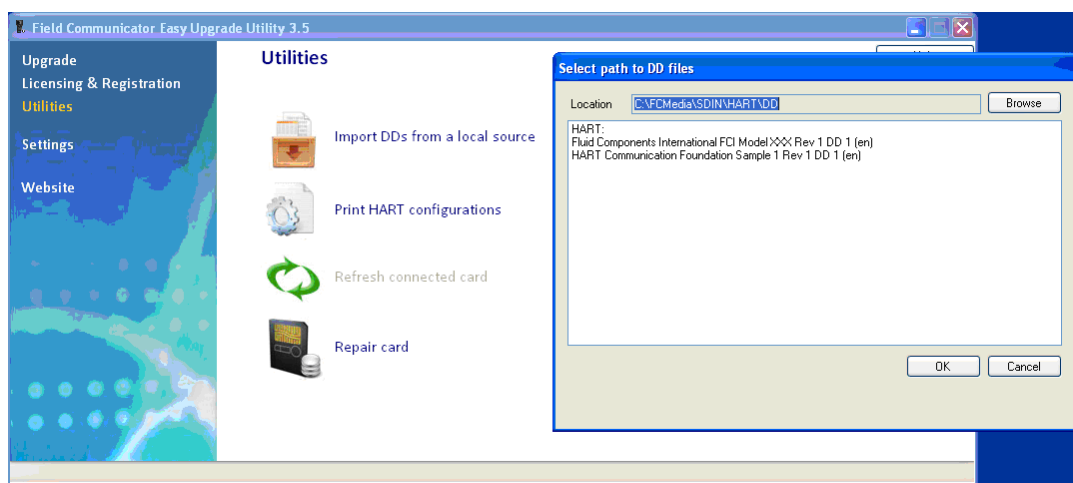 Field Communicator Easy Upgrade Utility 3.5
Upgrade
Licensing & Registration
Utilities
Settings
Website
Utilities
Import DDs from a local source
Print HART configurations
Refresh connected card
Repair card
Select path to DD files
Location C:\FCMedia\SDIN\HART\DD Browse
HART:
Fluid Components International FCI Model XXX Rev 1 DD 1 (en)
HART Communication Foundation Sample 1 Rev 1 DD 1 (en)
OK Cancel